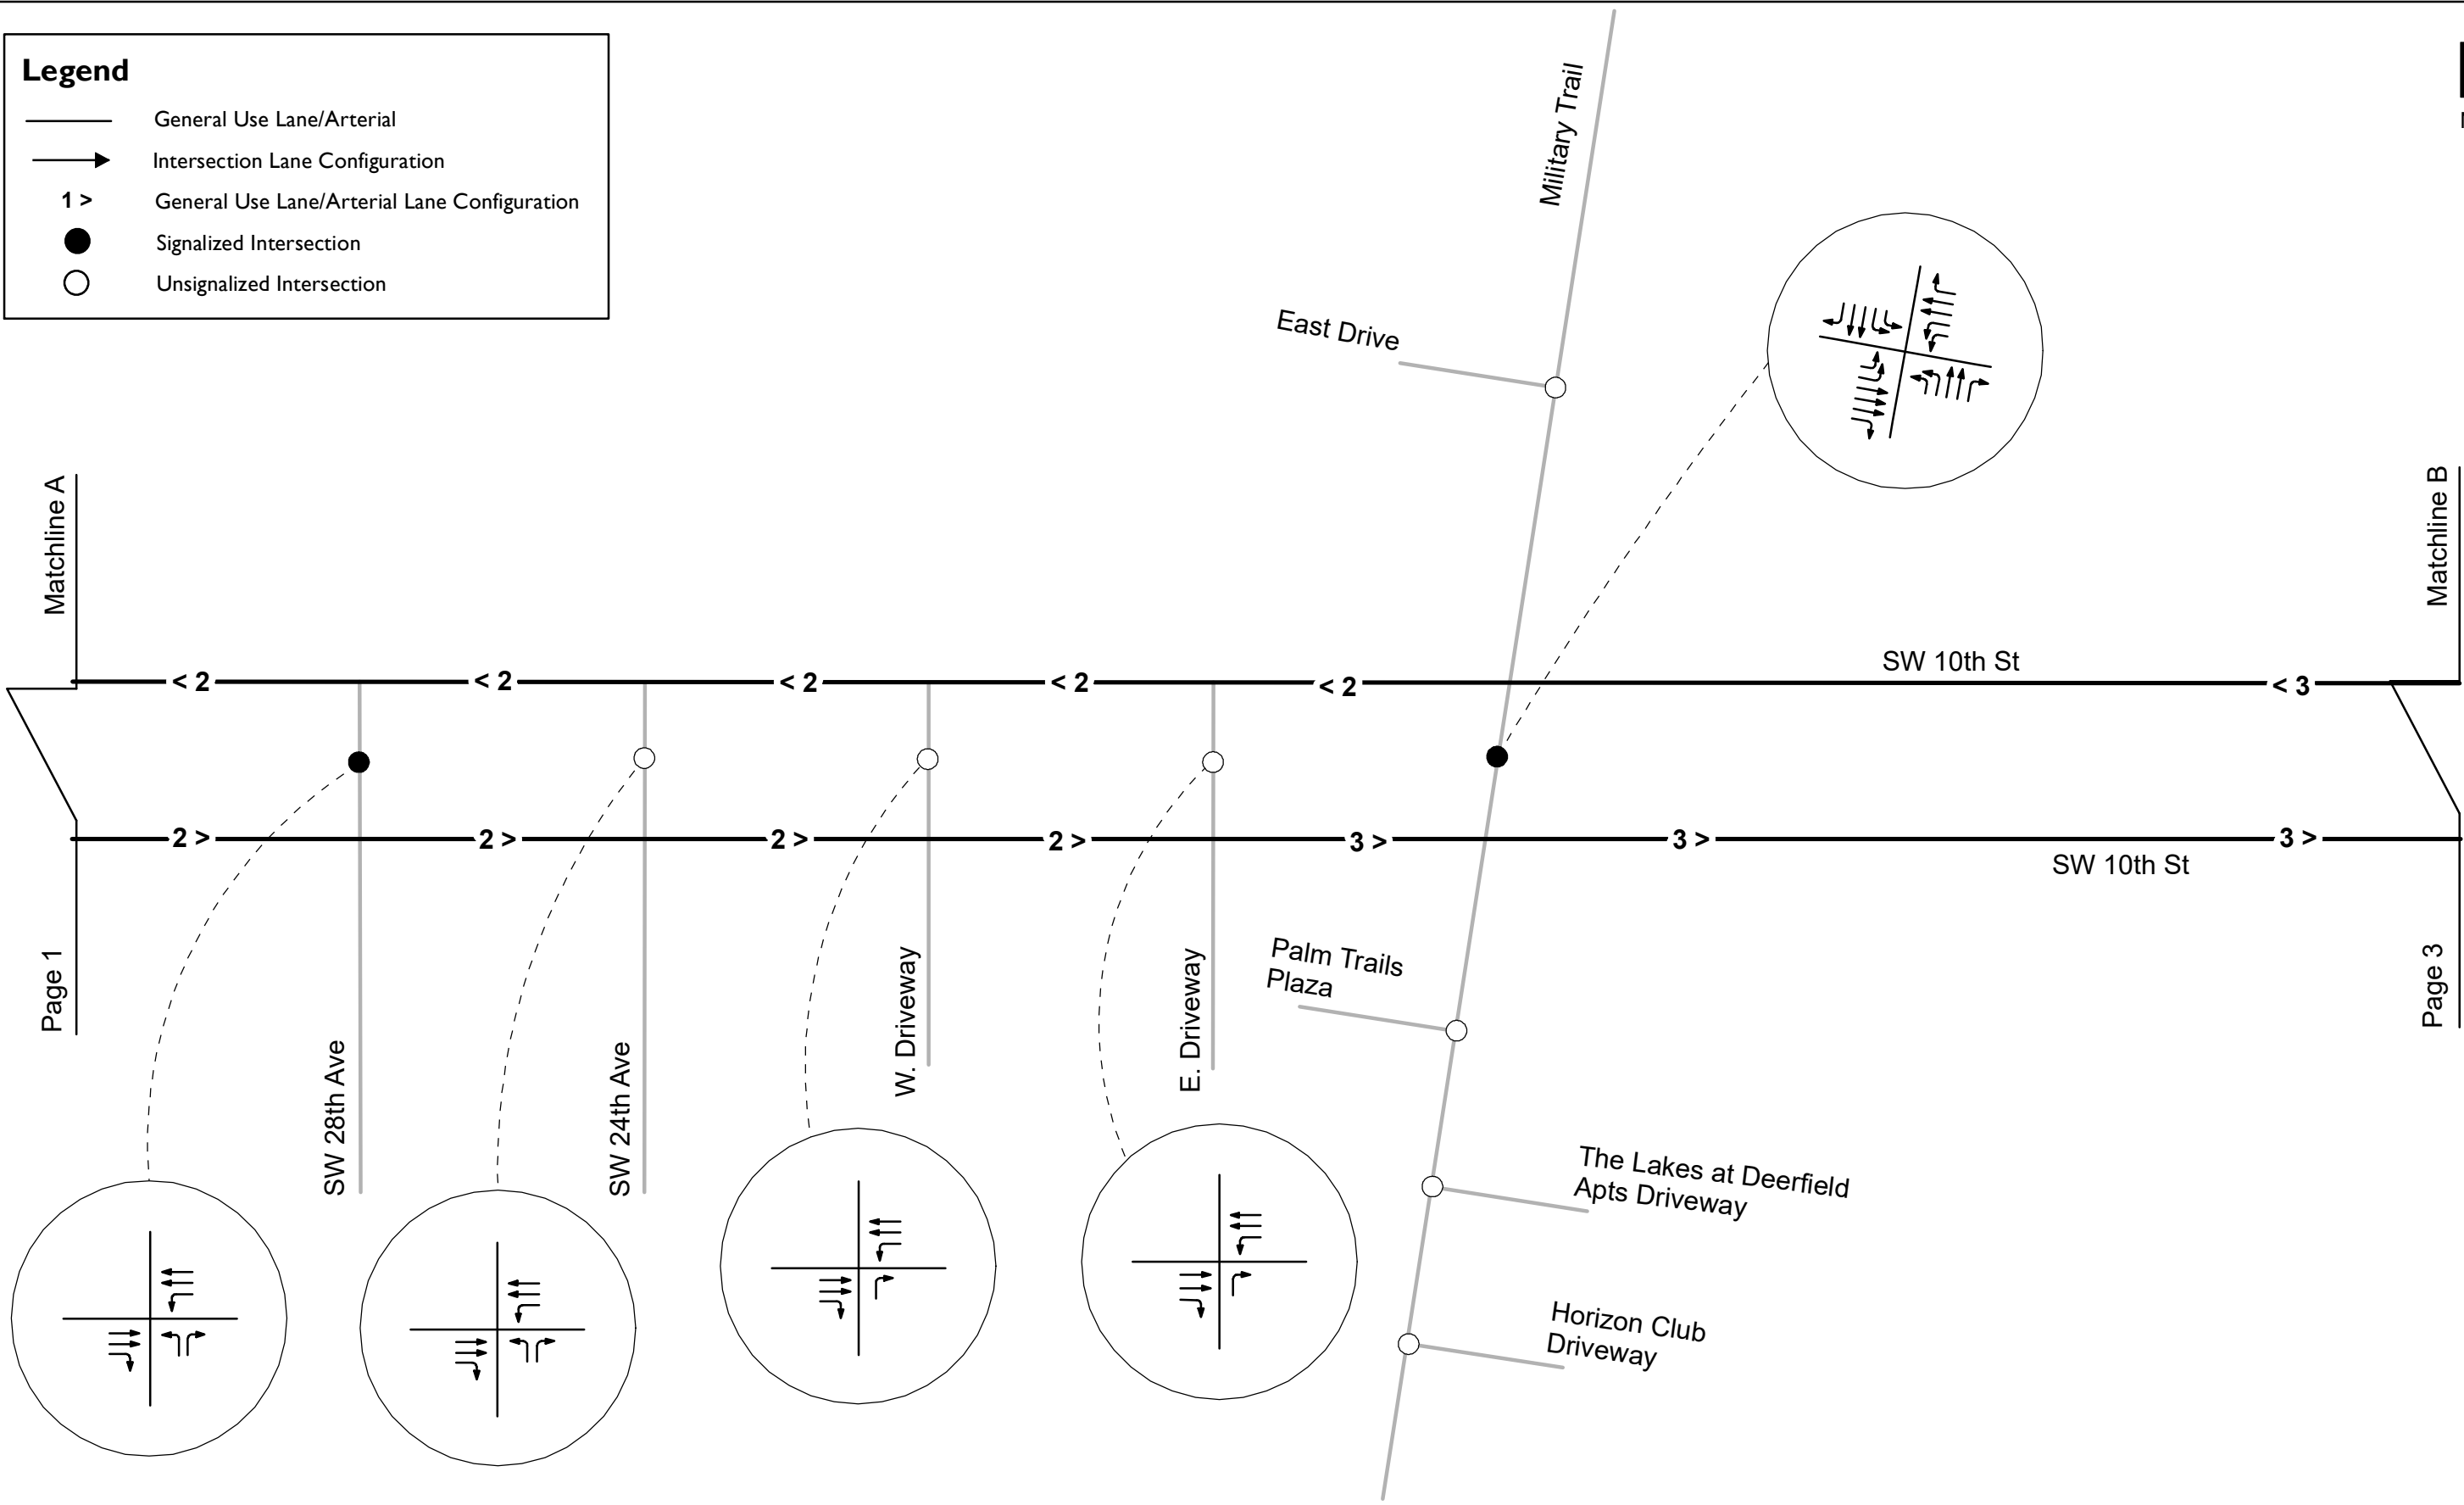 Legend
General Use Lane/Arterial
Intersection Lane Configuration
1 > General Use Lane/Arterial Lane Configuration
Signalized Intersection
Unsignalized Intersection
Military Trail
East Drive
Matchline A
Matchline B
SW 10th St
< 2
< 2
< 2
< 2
< 2
< 3
2 >
2 >
2 >
2 >
3 >
3 >
3 >
SW 10th St
Page 1
Page 3
SW 28th Ave
SW 24th Ave
W. Driveway
E. Driveway
Palm Trails
Plaza
The Lakes at Deerfield
Apts Driveway
Horizon Club
Driveway